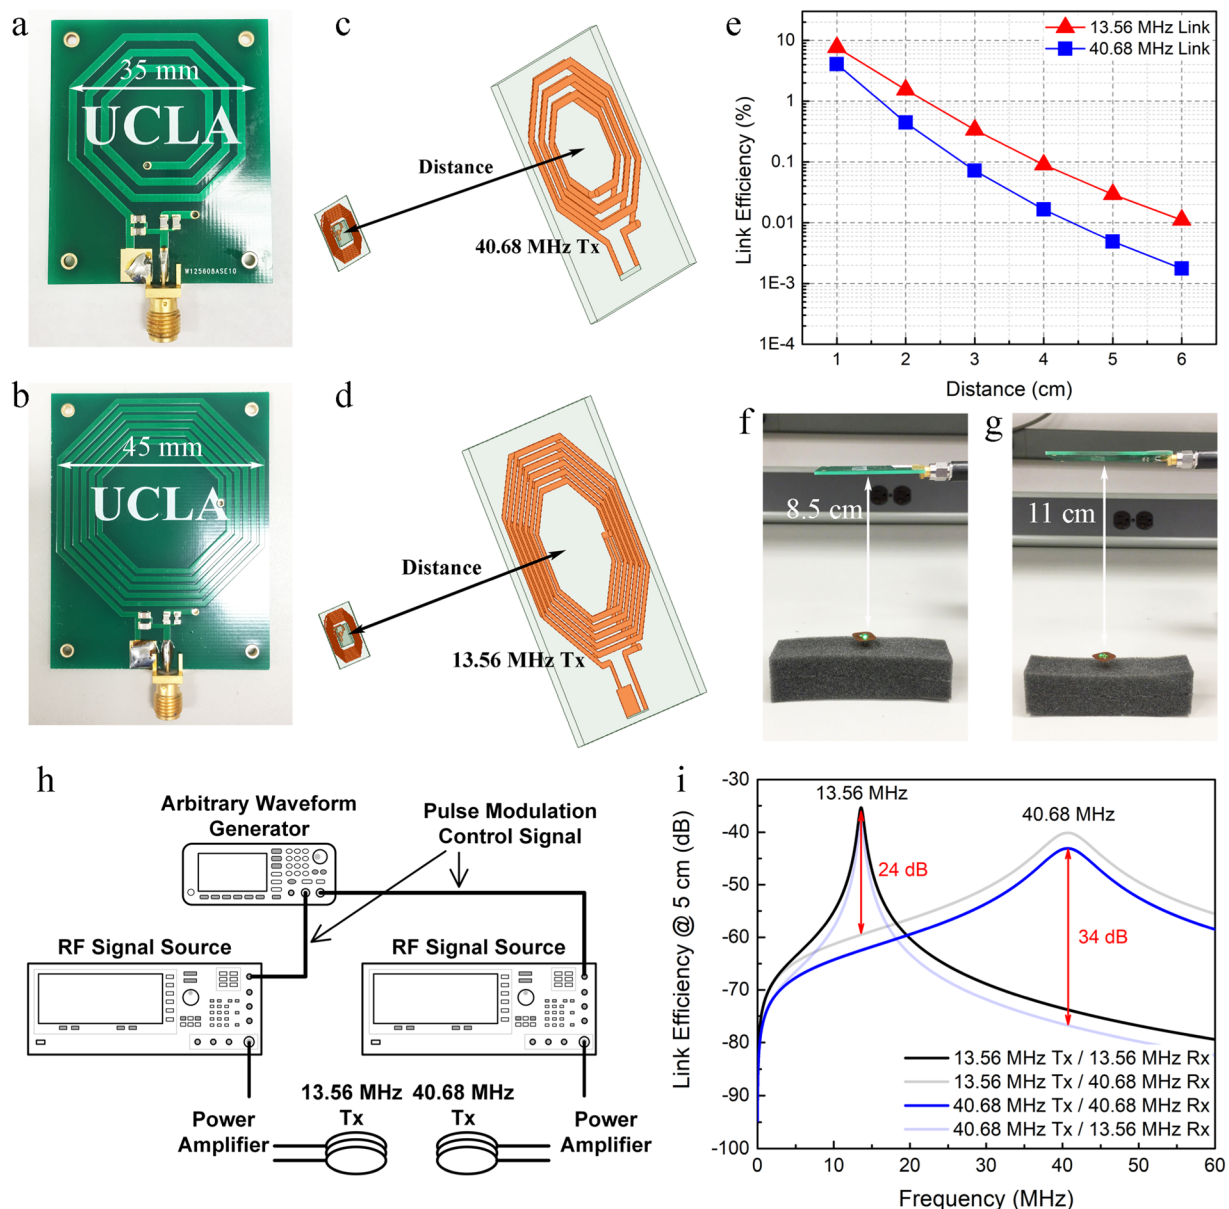 a
35 mm
UCLA
W125608ASE10
b
45 mm
UCLA
c
Distance
40.68 MHz Tx
d
Distance
13.56 MHz Tx
e
13.56 MHz Link
40.68 MHz Link
Link Efficiency (%)
10
1
0.1
0.01
1E-3
1E-4
1 2 3 4 5 6
Distance (cm)
f
8.5 cm
g
11 cm
h
Arbitrary Waveform
Generator
Pulse Modulation
Control Signal
RF Signal Source
RF Signal Source
13.56 MHz
Tx
40.68 MHz
Tx
Power
Amplifier
Power
Amplifier
i
Link Efficiency @ 5 cm (dB)
-30
-40
-50
-60
-70
-80
-90
-100
13.56 MHz
40.68 MHz
24 dB
34 dB
13.56 MHz Tx / 13.56 MHz Rx
13.56 MHz Tx / 40.68 MHz Rx
40.68 MHz Tx / 40.68 MHz Rx
40.68 MHz Tx / 13.56 MHz Rx
0 10 20 30 40 50 60
Frequency (MHz)